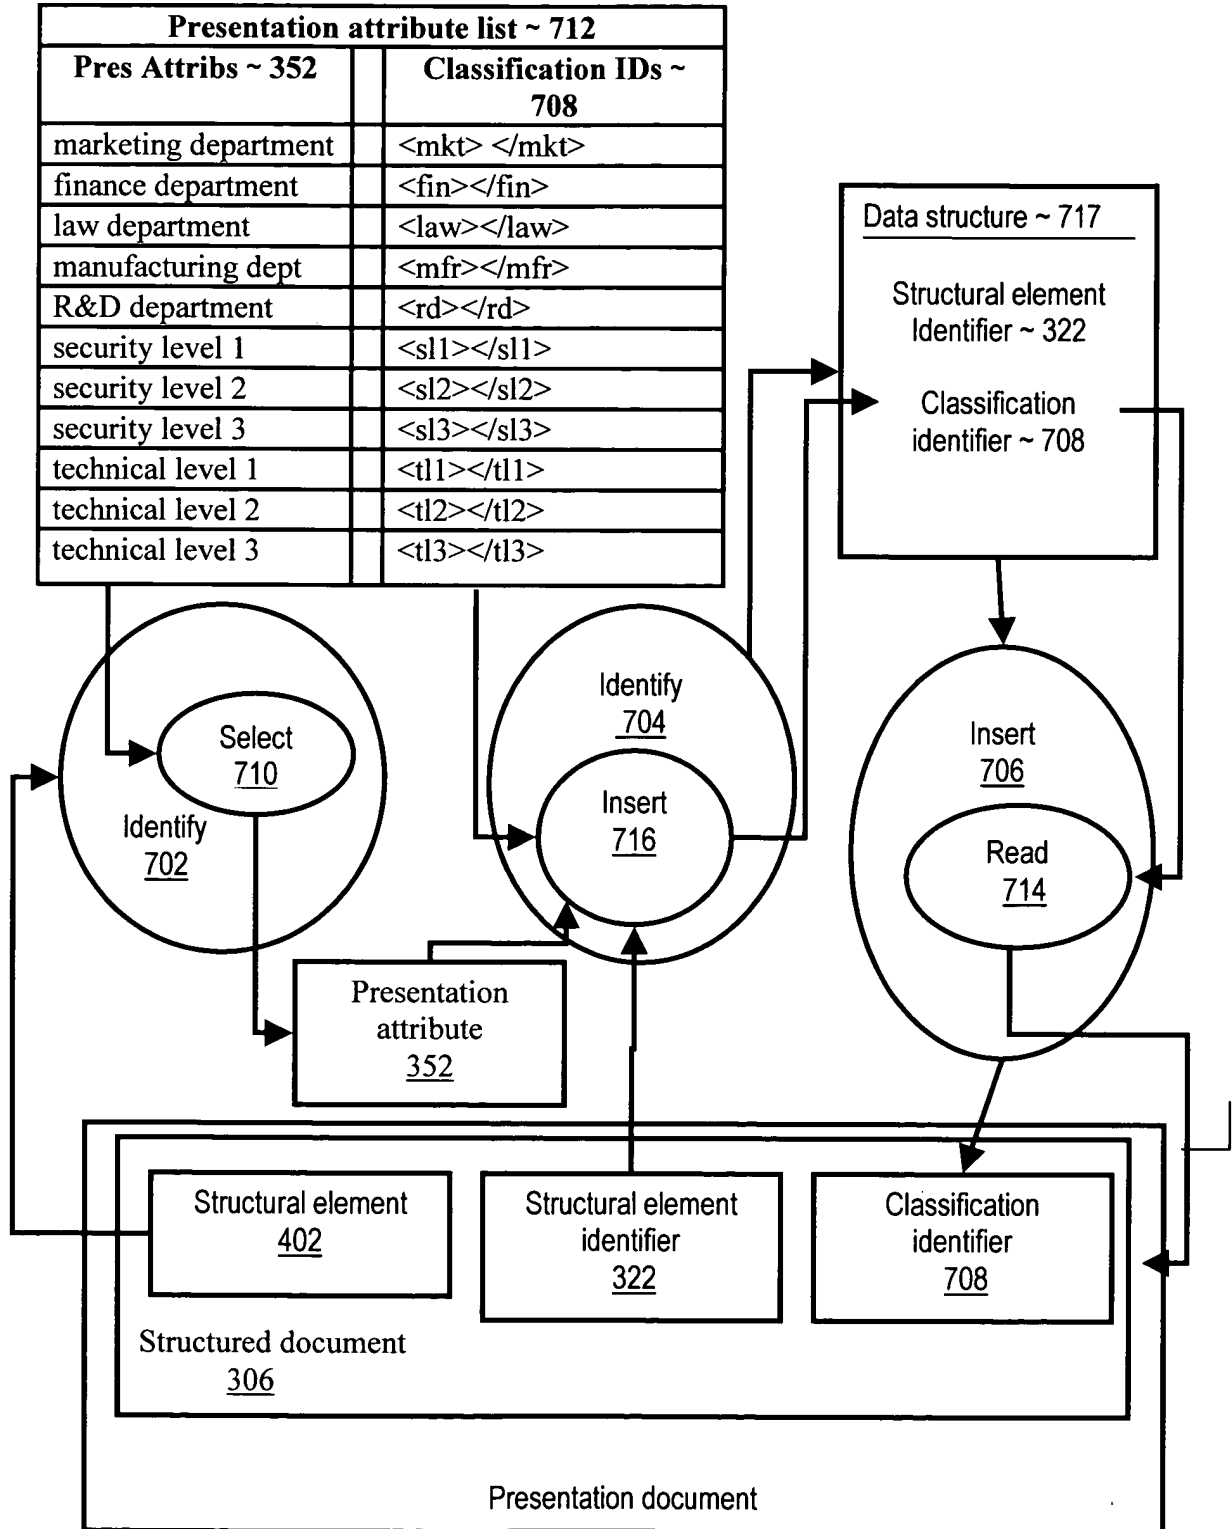 Presentation attribute list ~ 712
Pres Attribs ~ 352
Classification IDs ~
708
marketing department
<mkt> </mkt>
finance department
<fin></fin>
law department
<law></law>
manufacturing dept
<mfr></mfr>
R&D department
<rd></rd>
security level 1
<sl1></sl1>
security level 2
<sl2></sl2>
security level 3
<sl3></sl3>
technical level 1
<tl1></tl1>
technical level 2
<tl2></tl2>
technical level 3
<tl3></tl3>
Data structure ~ 717
Structural element
Identifier ~ 322
Classification
identifier ~ 708
Select
710
Identify
702
Identify
704
Insert
716
Insert
706
Read
714
Presentation
attribute
352
Structural element
402
Structural element
identifier
322
Classification
identifier
708
Structured document
306
Presentation document